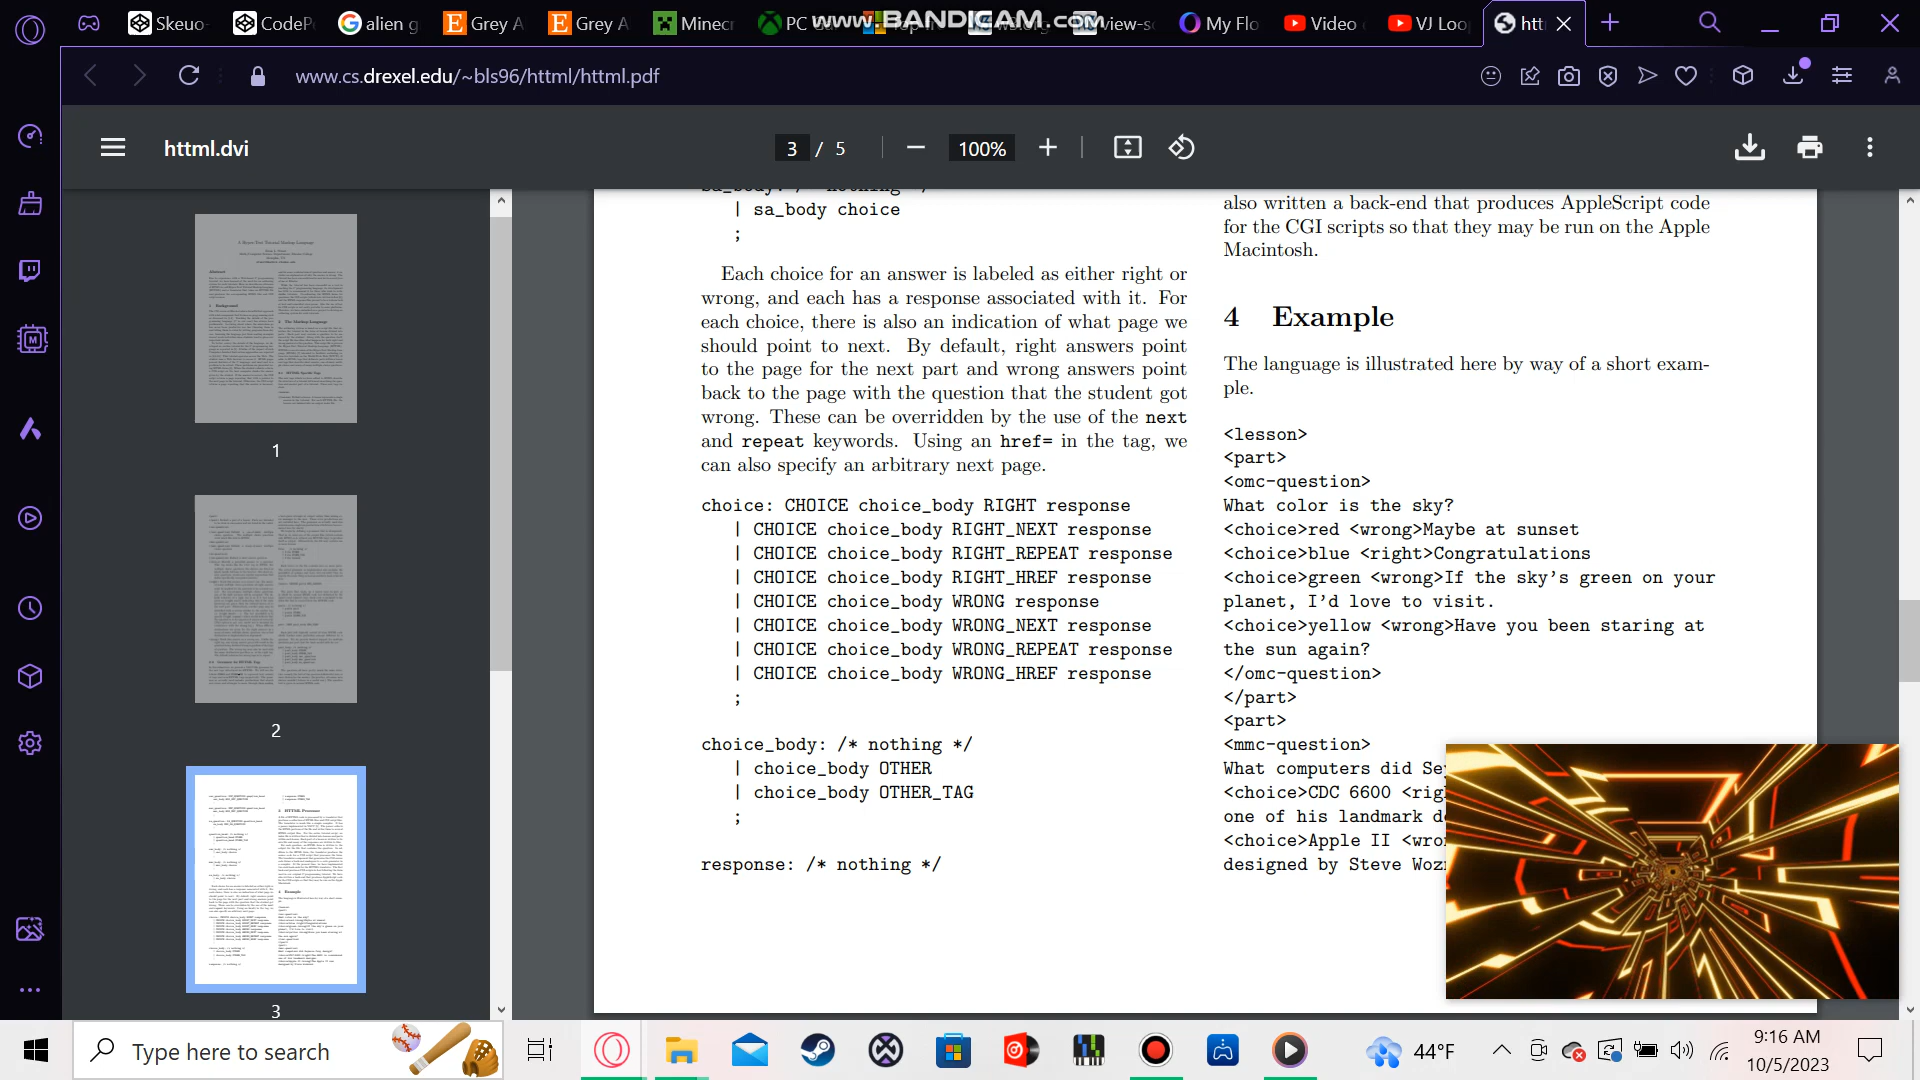 Skeuo
CodeP
alien g
Grey A
Grey A
Minecr
PC
www.BANDICAM.com
view-s
My Flo
Video
VJ Loo
htt
www.cs.drexel.edu/~bls96/httml/html.pdf
httml.dvi
3 / 5
100%
1
2
3
| sa_body choice
;
Each choice for an answer is labeled as either right or
wrong, and each has a response associated with it. For
each choice, there is also an indication of what page we
should point to next. By default, right answers point
to the page for the next part and wrong answers point
back to the page with the question that the student got
wrong. These can be overridden by the use of the next
and repeat keywords. Using an href= in the tag, we
can also specify an arbitrary next page.
choice: CHOICE choice_body RIGHT response
| CHOICE choice_body RIGHT_NEXT response
| CHOICE choice_body RIGHT_REPEAT response
| CHOICE choice_body RIGHT_HREF response
| CHOICE choice_body WRONG response
| CHOICE choice_body WRONG_NEXT response
| CHOICE choice_body WRONG_REPEAT response
| CHOICE choice_body WRONG_HREF response
;
choice_body: /* nothing */
| choice_body OTHER
| choice_body OTHER_TAG
;
response: /* nothing */
also written a back-end that produces AppleScript code
for the CGI scripts so that they may be run on the Apple
Macintosh.
4 Example
The language is illustrated here by way of a short exam-
ple.
<lesson>
<part>
<omc-question>
What color is the sky?
<choice>red <wrong>Maybe at sunset
<choice>blue <right>Congratulations
<choice>green <wrong>If the sky's green on your
planet, I'd love to visit.
<choice>yellow <wrong>Have you been staring at
the sun again?
</omc-question>
</part>
<part>
<mmc-question>
What computers did Se
<choice>CDC 6600 <rig
one of his landmark d
<choice>Apple II <wro
designed by Steve Woz
Type here to search
44°F
9:16 AM
10/5/2023